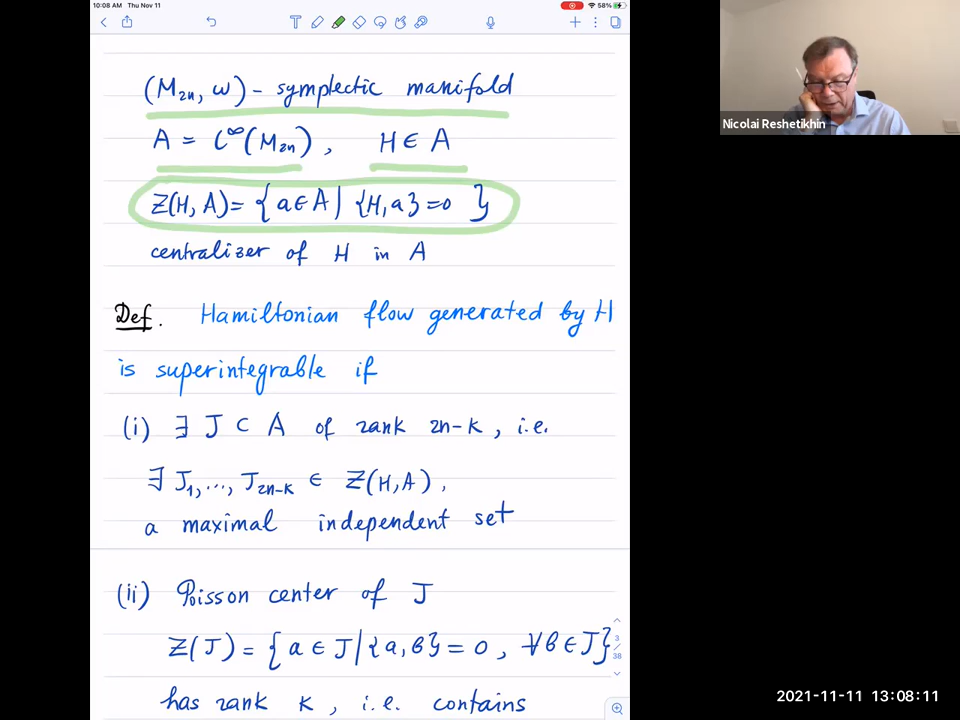 10:08 AM Thu Nov 11
58%
(M₂ₙ, ω) - symplectic manifold
A = C^∞(M₂ₙ), H ∈ A
Z(H, A) = { a ∈ A | {H, a} = 0 }
centralizer of H in A
Def. Hamiltonian flow generated by H
is superintegrable if
(i) ∃ J ⊂ A of rank 2n-k, i.e.
∃ J₁, ..., J₂ₙ₋ₖ ∈ Z(H, A),
a maximal independent set
(ii) Poisson center of J
Z(J) = { a ∈ J | {a, b} = 0, ∀b ∈ J}
has rank k, i.e. contains
3 / 38
Nicolai Reshetikhin
2021-11-11 13:08:11